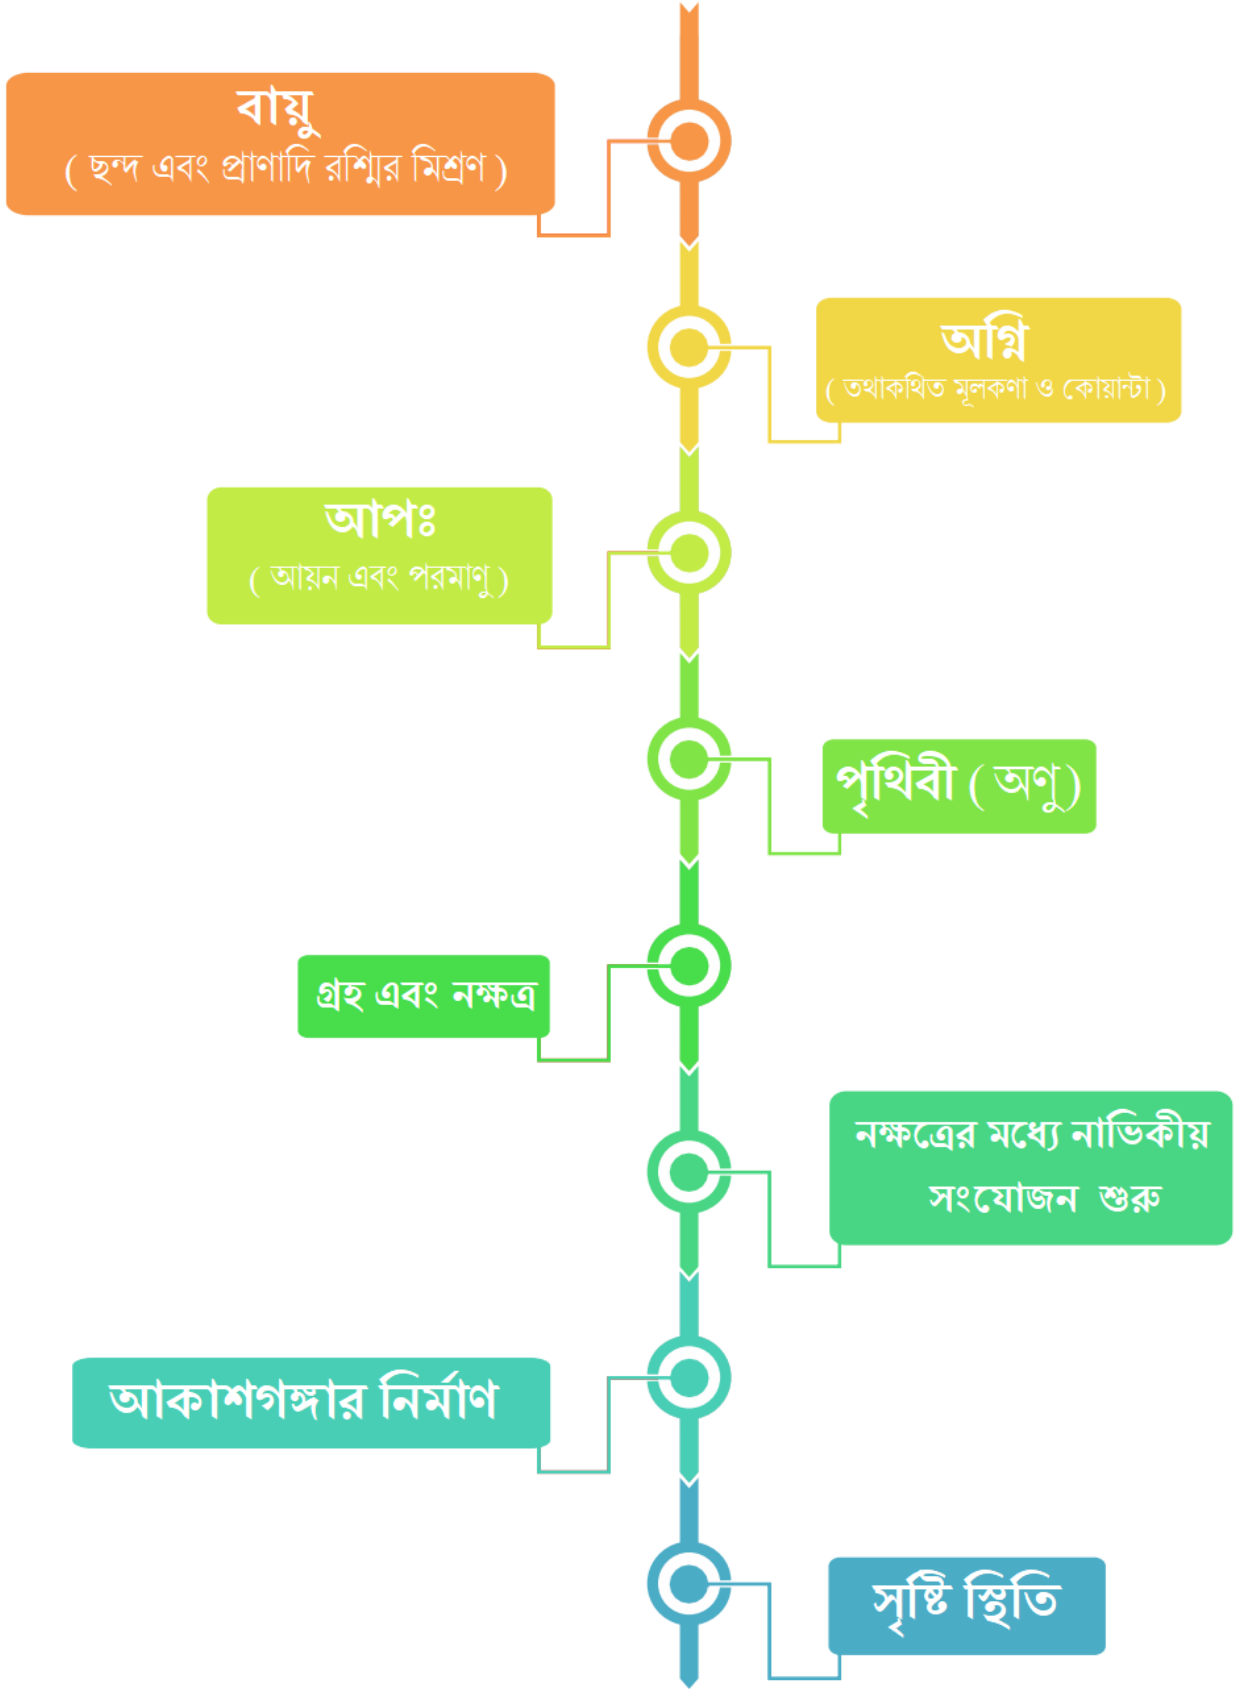 বায়ু
( ছন্দ এবং প্রাণাদি রশ্মির মিশ্রণ )
অগ্নি
( তথাকথিত মূলকণা ও কোয়ান্টা )
আপঃ
( আয়ন এবং পরমাণু )
পৃথিবী ( অণু )
গ্রহ এবং নক্ষত্র
নক্ষত্রের মধ্যে নাভিকীয়
সংযোজন শুরু
আকাশগঙ্গার নির্মাণ
সৃষ্টি স্থিতি